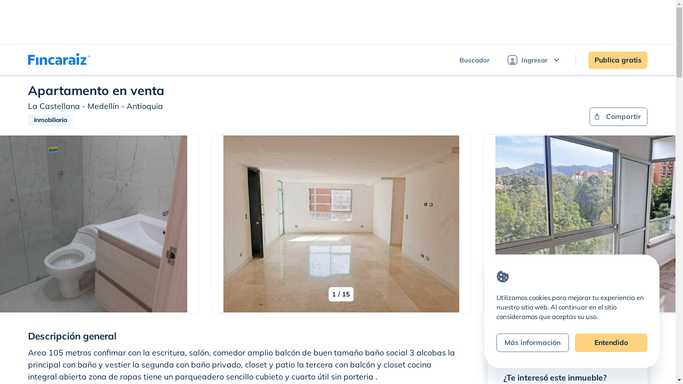 Fincaraíz
Buscador
Ingresar
Publica gratis
Apartamento en venta
La Castellana - Medellín - Antioquia
Inmobiliaria
Compartir
1 / 15
Utilizamos cookies para mejorar tu experiencia en
nuestro sitio web. Al continuar en el sitio
consideramos que aceptas su uso.
Más información
Entendido
Descripción general
Area 105 metros confirmar con la escritura, salón, comedor amplio balcón de buen tamaño baño social 3 alcobas la
principal con baño y vestier la segunda con baño privado, closet y patio la tercera con balcón y closet cocina
integral abierta zona de ropas tiene un parqueadero sencillo cubieto y cuarto útil sin porteria .
¿Te interesó este inmueble?